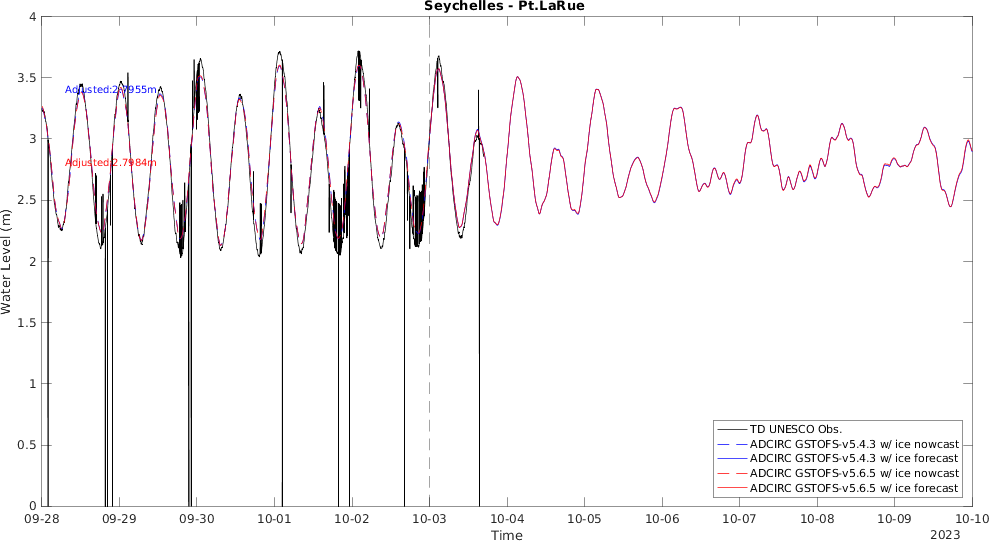 Seychelles - Pt.LaRue
4
3.5
3
2.5
2
1.5
1
0.5
0
Water Level (m)
Adjusted:2.7955m
Adjusted:2.7984m
TD UNESCO Obs.
ADCIRC GSTOFS-v5.4.3 w/ ice nowcast
ADCIRC GSTOFS-v5.4.3 w/ ice forecast
ADCIRC GSTOFS-v5.6.5 w/ ice nowcast
ADCIRC GSTOFS-v5.6.5 w/ ice forecast
09-28 09-29 09-30 10-01 10-02 10-03 10-04 10-05 10-06 10-07 10-08 10-09 10-10
Time
2023